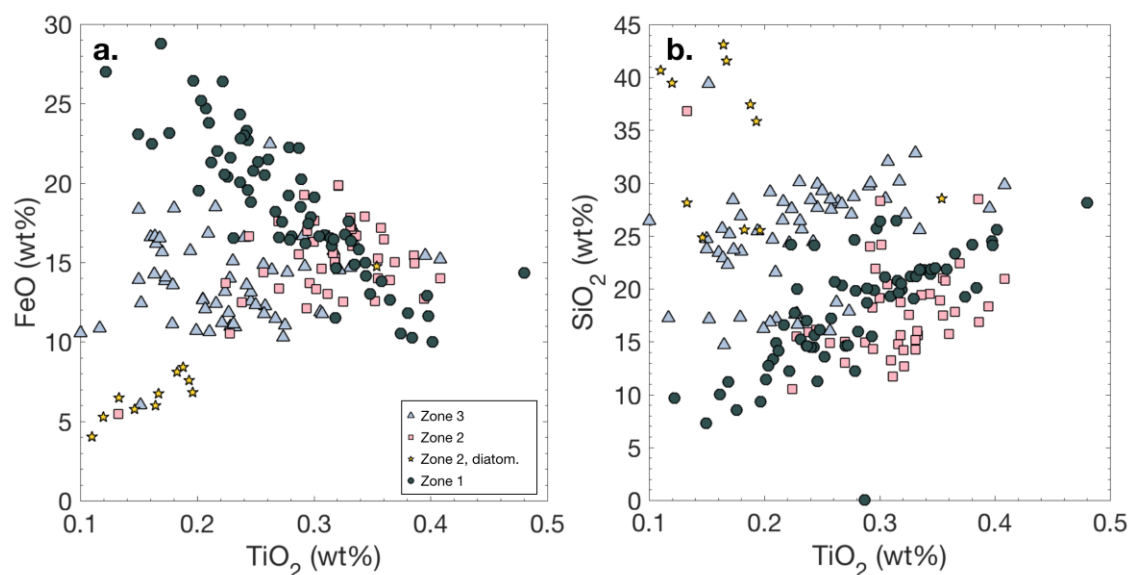 a.
30
25
20
15
10
5
0
FeO (wt%)
0.1 0.2 0.3 0.4 0.5
TiO2 (wt%)
Zone 3
Zone 2
Zone 2, diatom.
Zone 1
b.
45
40
35
30
25
20
15
10
5
0
SiO2 (wt%)
0.1 0.2 0.3 0.4 0.5
TiO2 (wt%)